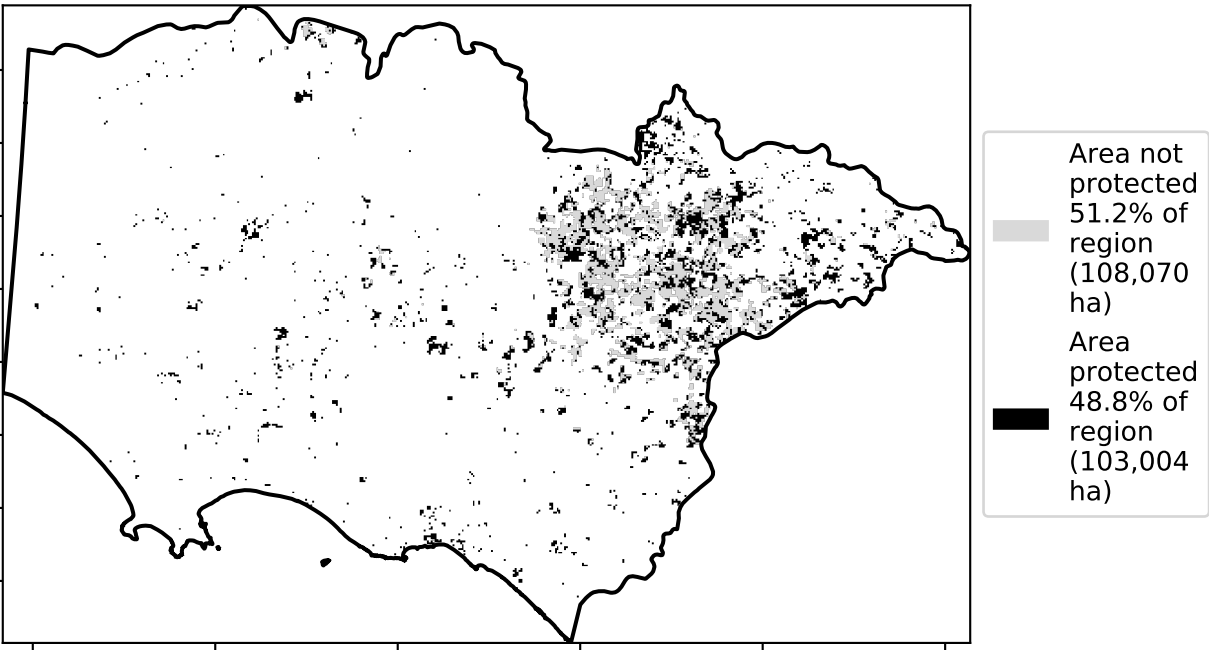 Area not
protected
51.2% of
region
(108,070
ha)
Area
protected
48.8% of
region
(103,004
ha)